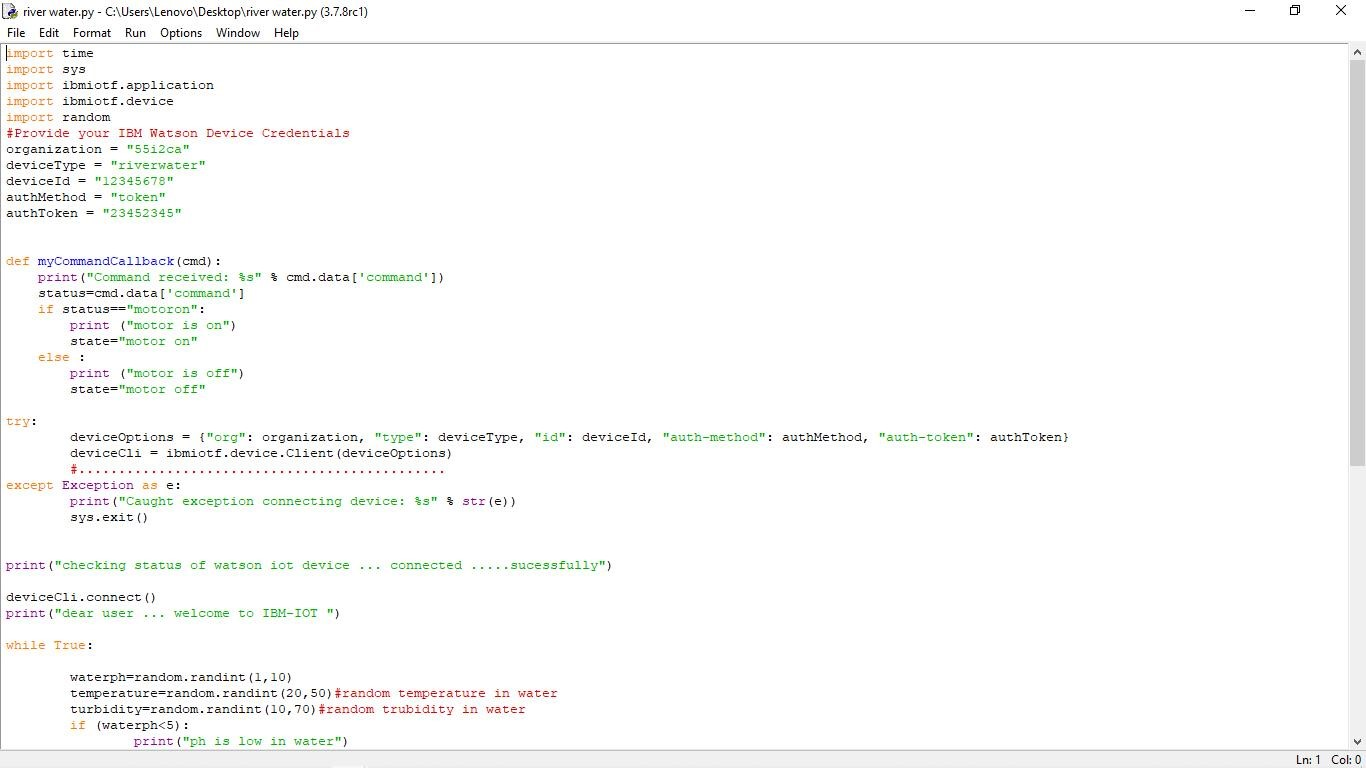 river water.py - C:\Users\Lenovo\Desktop\river water.py (3.7.8rc1)
File Edit Format Run Options Window Help
import time
import sys
import ibmiotf.application
import ibmiotf.device
import random
#Provide your IBM Watson Device Credentials
organization = "55i2ca"
deviceType = "riverwater"
deviceId = "12345678"
authMethod = "token"
authToken = "23452345"
def myCommandCallback(cmd):
    print("Command received: %s" % cmd.data['command'])
    status=cmd.data['command']
    if status=="motoron":
        print ("motor is on")
        state="motor on"
    else :
        print ("motor is off")
        state="motor off"
try:
        deviceOptions = {"org": organization, "type": deviceType, "id": deviceId, "auth-method": authMethod, "auth-token": authToken}
        deviceCli = ibmiotf.device.Client(deviceOptions)
        #..............................................
except Exception as e:
        print("Caught exception connecting device: %s" % str(e))
        sys.exit()
print("checking status of watson iot device ... connected .....sucessfully")
deviceCli.connect()
print("dear user ... welcome to IBM-IOT ")
while True:
        waterph=random.randint(1,10)
        temperature=random.randint(20,50)#random temperature in water
        turbidity=random.randint(10,70)#random trubidity in water
        if (waterph<5):
                print("ph is low in water")
Ln: 1 Col: 0